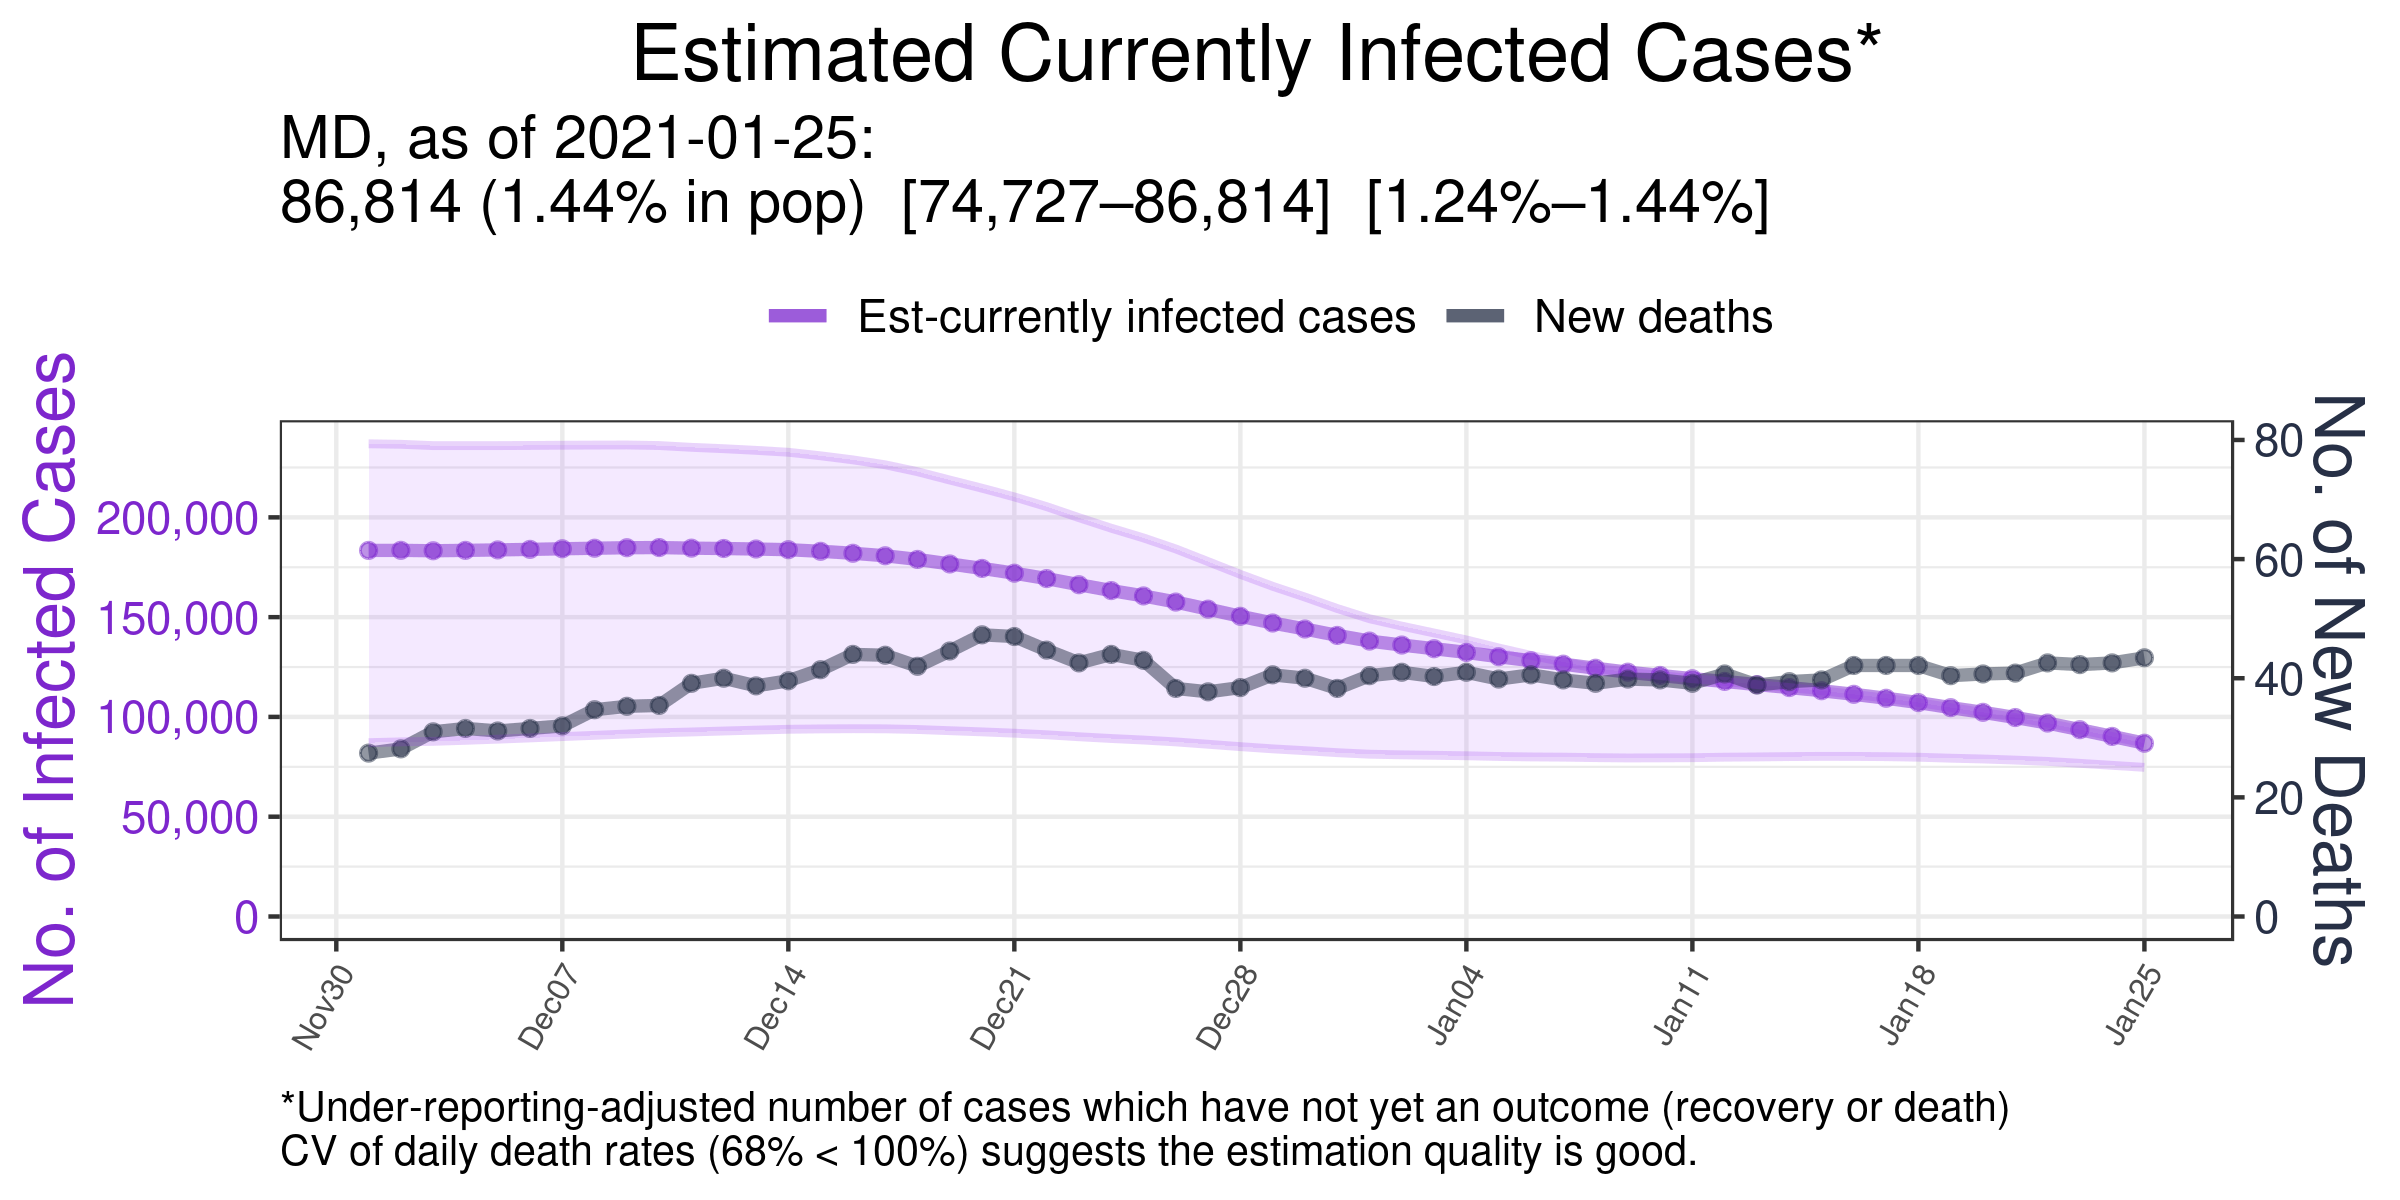 Estimated Currently Infected Cases*
MD, as of 2021-01-25:
86,814 (1.44% in pop)  [74,727–86,814]  [1.24%–1.44%]
Est-currently infected cases
New deaths
No. of Infected Cases
200,000
150,000
100,000
50,000
0
80
60
40
20
0
No. of New Deaths
Nov30
Dec07
Dec14
Dec21
Dec28
Jan04
Jan11
Jan18
Jan25
*Under-reporting-adjusted number of cases which have not yet an outcome (recovery or death)
CV of daily death rates (68% < 100%) suggests the estimation quality is good.